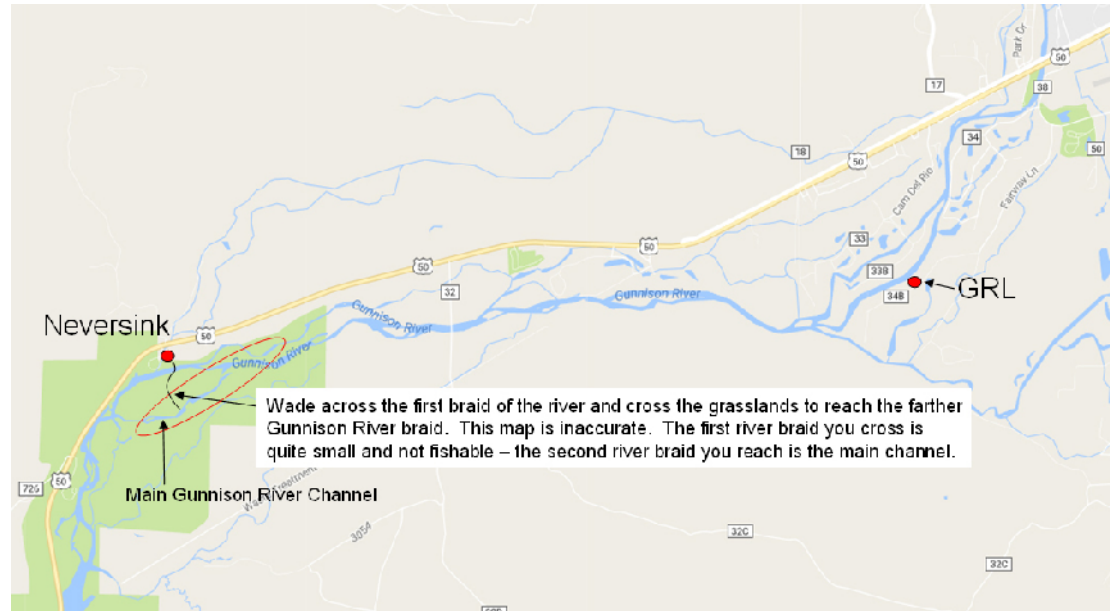 Park Cr
50
17
38
34
50
18
50
Cam Del Rio
Fairway Ln
33
50
50
33B
GRL
32
34B
Gunnison River
Gunnison River
Neversink
50
Gunnison River
Wade across the first braid of the river and cross the grasslands to reach the farther
Gunnison River braid. This map is inaccurate. The first river braid you cross is
quite small and not fishable – the second river braid you reach is the main channel.
726
50
Main Gunnison River Channel
3054
32C
32C